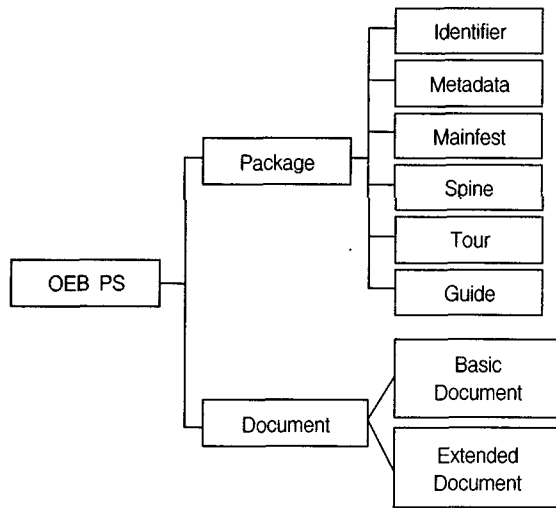 Identifier
Metadata
Mainfest
Package
Spine
Tour
OEB PS
Guide
Basic
Document
Document
Extended
Document